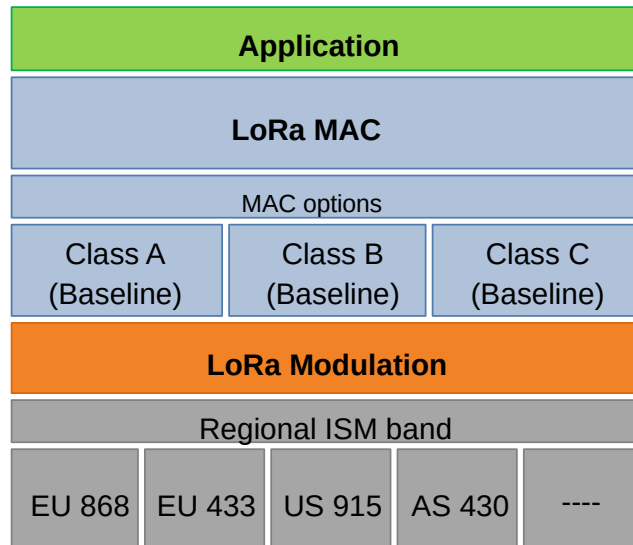 Application
LoRa MAC
MAC options
Class A
(Baseline)
Class B
(Baseline)
Class C
(Baseline)
LoRa Modulation
Regional ISM band
EU 868
EU 433
US 915
AS 430
----